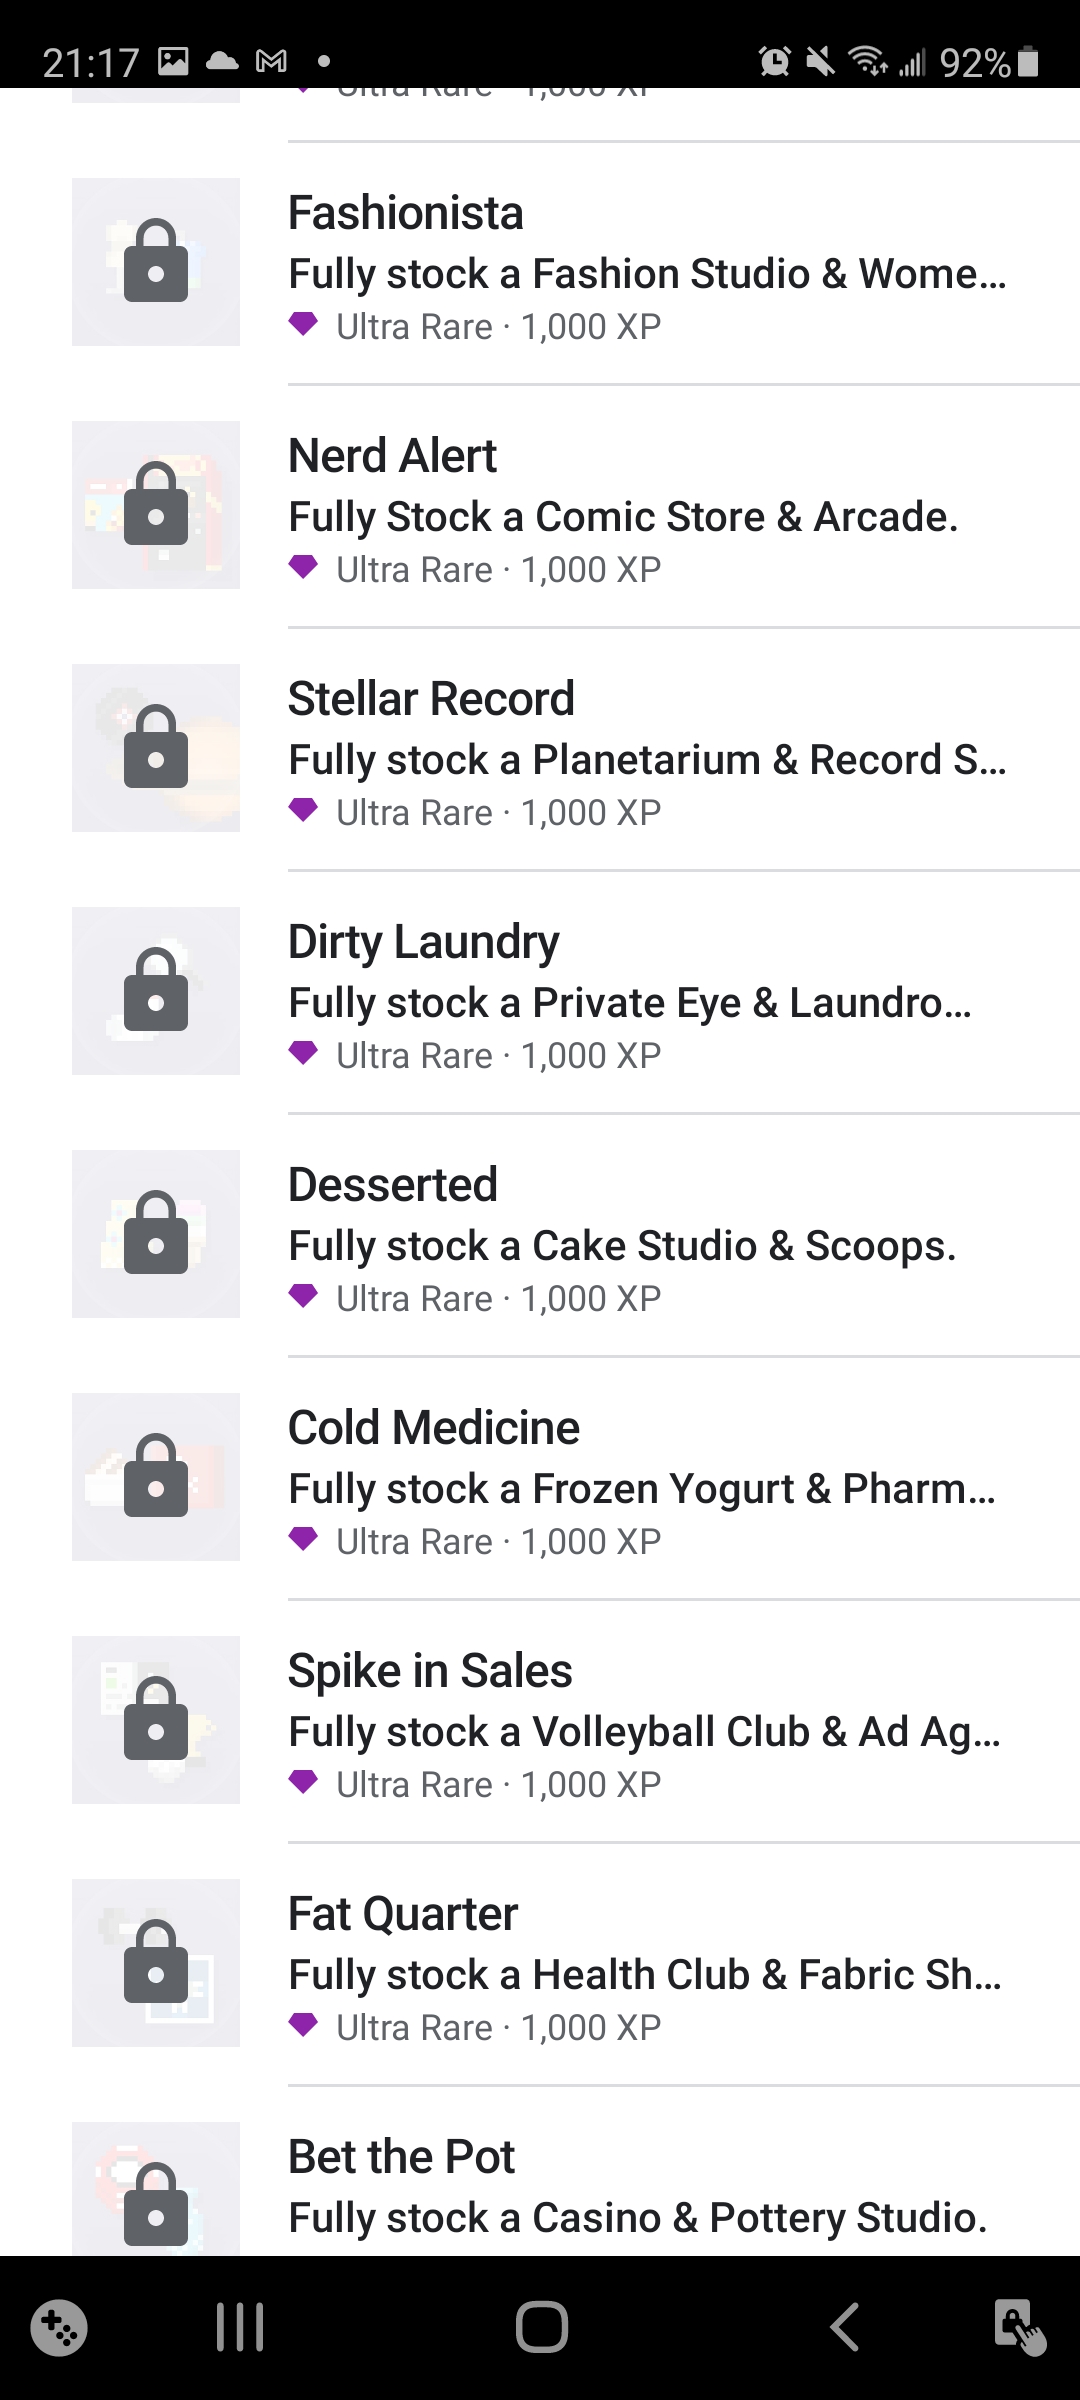 21:17
92%
Ultra Rare · 1,000 XP
Fashionista
Fully stock a Fashion Studio & Wome...
Ultra Rare · 1,000 XP
Nerd Alert
Fully Stock a Comic Store & Arcade.
Ultra Rare · 1,000 XP
Stellar Record
Fully stock a Planetarium & Record S...
Ultra Rare · 1,000 XP
Dirty Laundry
Fully stock a Private Eye & Laundro...
Ultra Rare · 1,000 XP
Desserted
Fully stock a Cake Studio & Scoops.
Ultra Rare · 1,000 XP
Cold Medicine
Fully stock a Frozen Yogurt & Pharm...
Ultra Rare · 1,000 XP
Spike in Sales
Fully stock a Volleyball Club & Ad Ag...
Ultra Rare · 1,000 XP
Fat Quarter
Fully stock a Health Club & Fabric Sh...
Ultra Rare · 1,000 XP
Bet the Pot
Fully stock a Casino & Pottery Studio.